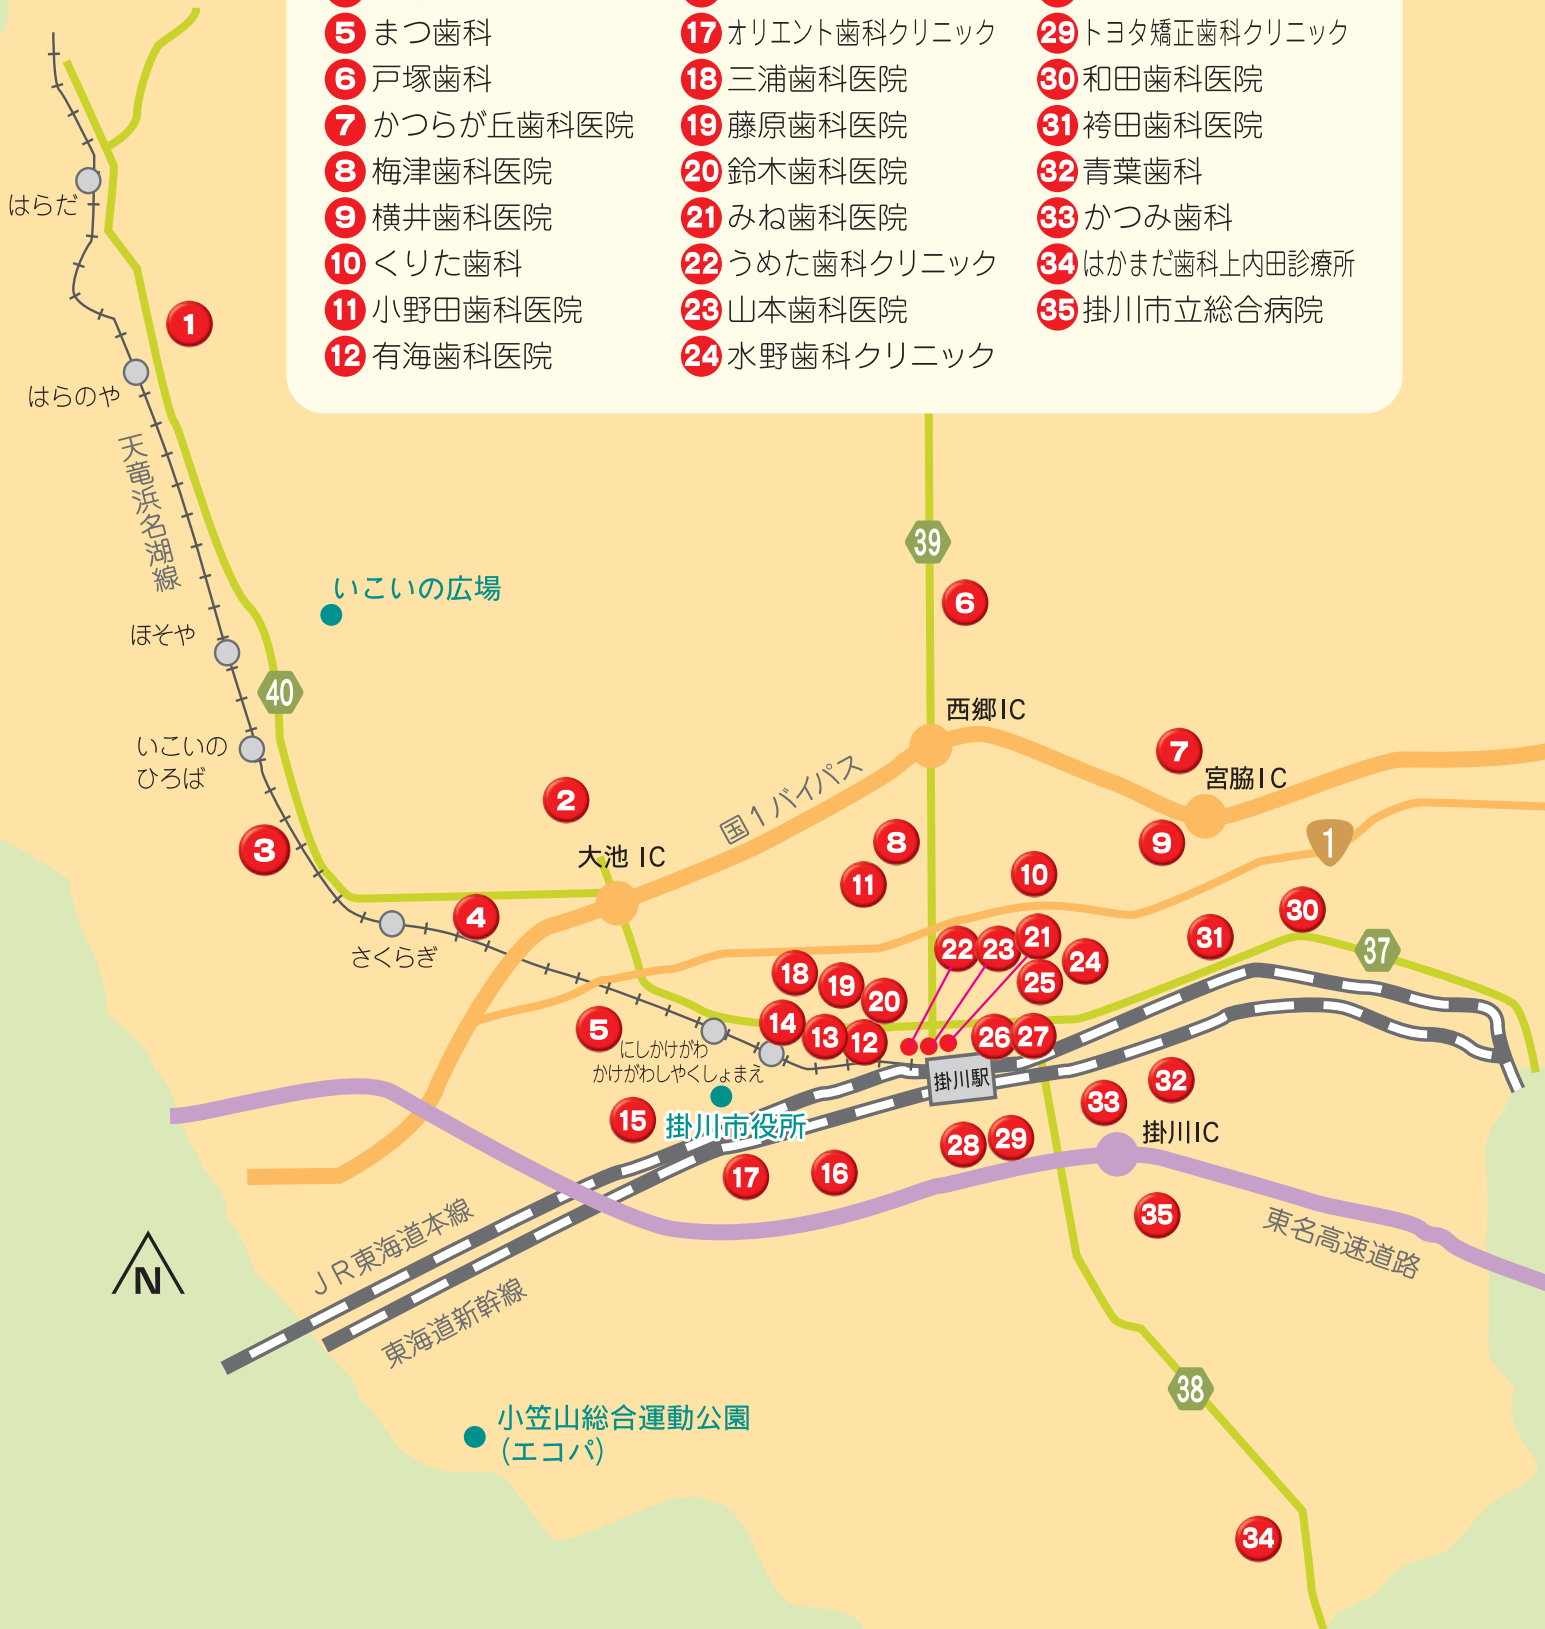 5 まつ歯科
6 戸塚歯科
7 かつらが丘歯科医院
8 梅津歯科医院
9 横井歯科医院
10 くりた歯科
11 小野田歯科医院
12 有海歯科医院
17 オリエント歯科クリニック
18 三浦歯科医院
19 藤原歯科医院
20 鈴木歯科医院
21 みね歯科医院
22 うめた歯科クリニック
23 山本歯科医院
24 水野歯科クリニック
29 トヨタ矯正歯科クリニック
30 和田歯科医院
31 袴田歯科医院
32 青葉歯科
33 かつみ歯科
34 はかまだ歯科上内田診療所
35 掛川市立総合病院
はらだ
1
はらのや
天竜浜名湖線
39
いこいの広場
6
ほそや
40
西郷IC
いこいの
ひろば
7
宮脇IC
国1バイパス
2
3
大池 IC
8
9
1
11
10
4
さくらぎ
30
31
37
22
23
21
24
25
18
19
20
5
14
13
12
26
27
にしかけがわ
かけがわしやくしょまえ
掛川駅
32
33
15
掛川市役所
28
29
掛川IC
17
16
35
東名高速道路
JR東海道本線
東海道新幹線
N
38
小笠山総合運動公園
(エコパ)
34